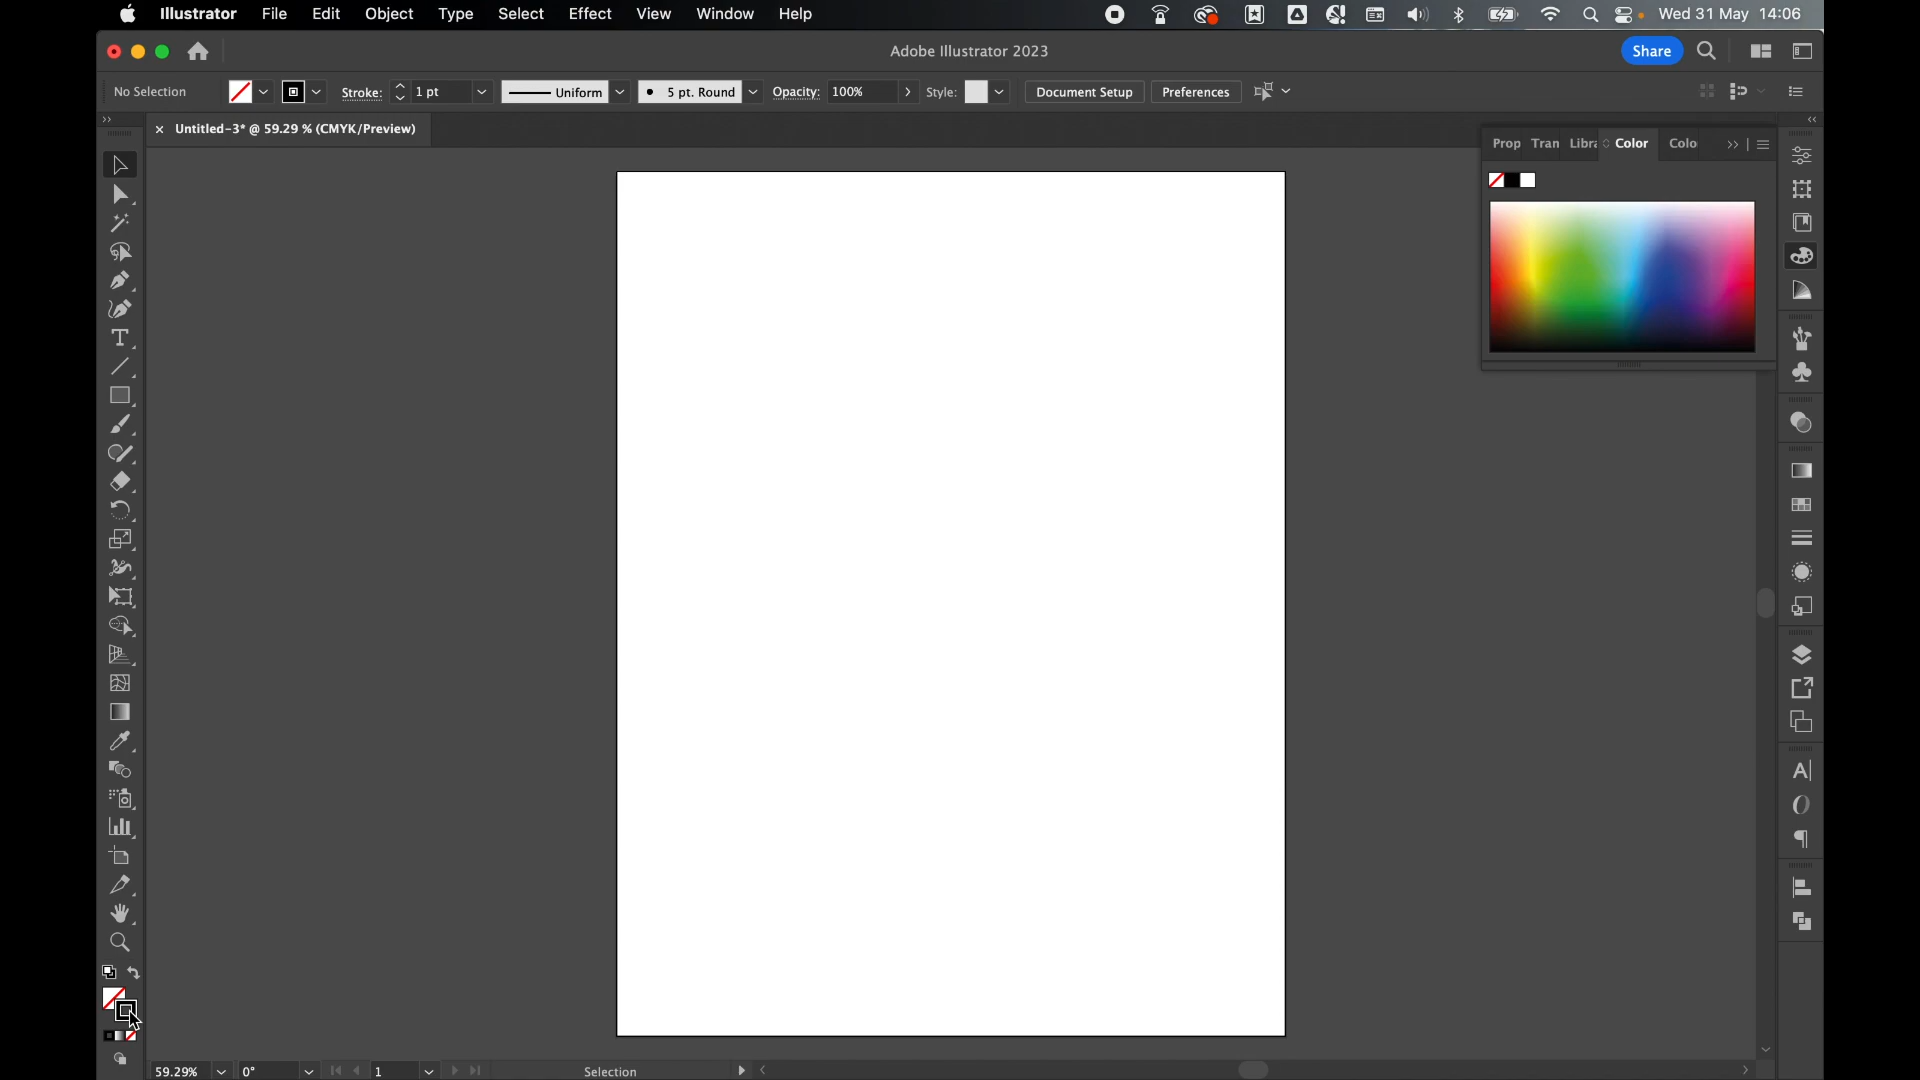 Illustrator File Edit Object Type Select Effect View Window Help Wed 31 May 14:06
Adobe Illustrator 2023 Share
No Selection Stroke: 1 pt Uniform 5 pt. Round Opacity: 100% Style: Document Setup Preferences
Untitled-3* @ 59.29 % (CMYK/Preview)
Prop Tran Libra Color Colo
59.29% 0° 1 Selection